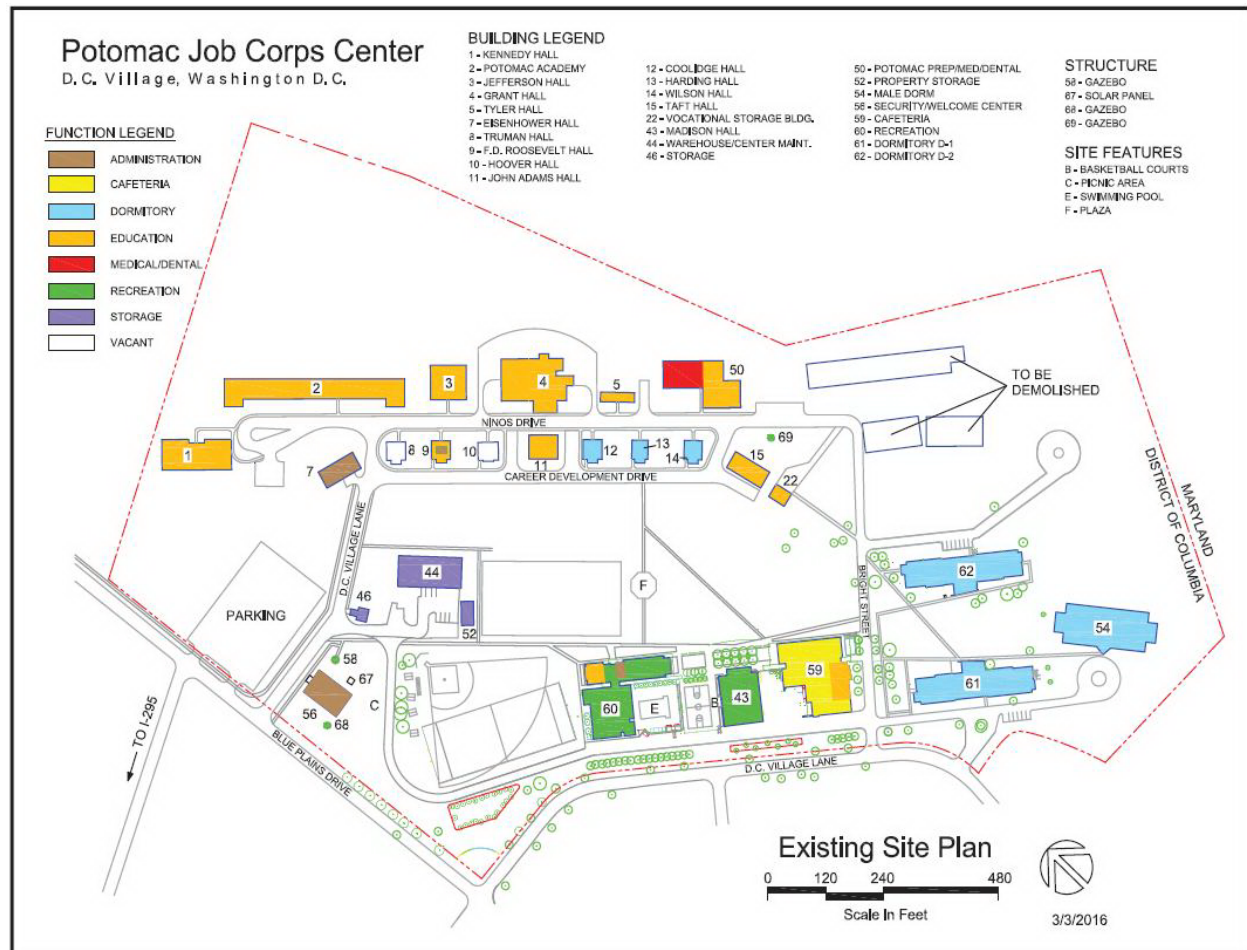 Potomac Job Corps Center
D.C. Village, Washington D.C.
FUNCTION LEGEND
ADMINISTRATION
CAFETERIA
DORMITORY
EDUCATION
MEDICAL/DENTAL
RECREATION
STORAGE
VACANT
BUILDING LEGEND
1 - KENNEDY HALL
2 - POTOMAC ACADEMY
3 - JEFFERSON HALL
4 - GRANT HALL
5 - TYLER HALL
7 - EISENHOWER HALL
8 - TRUMAN HALL
9 - F.D. ROOSEVELT HALL
10 - HOOVER HALL
11 - JOHN ADAMS HALL
12 - COOLIDGE HALL
13 - HARDING HALL
14 - WILSON HALL
15 - TAFT HALL
22 - VOCATIONAL STORAGE BLDG.
43 - MADISON HALL
44 - WAREHOUSE/CENTER MAINT.
46 - STORAGE
50 - POTOMAC PREP/MED/DENTAL
52 - PROPERTY STORAGE
54 - MALE DORM
56 - SECURITY/WELCOME CENTER
59 - CAFETERIA
60 - RECREATION
61 - DORMITORY D-1
62 - DORMITORY D-2
STRUCTURE
58 - GAZEBO
67 - SOLAR PANEL
68 - GAZEBO
69 - GAZEBO
SITE FEATURES
B - BASKETBALL COURTS
C - PICNIC AREA
E - SWIMMING POOL
F - PLAZA
2
3
4
5
50
TO BE
DEMOLISHED
NINOS DRIVE
1
7
8
9
10
11
12
13
14
15
69
22
CAREER DEVELOPMENT DRIVE
MARYLAND
DISTRICT OF COLUMBIA
D.C. VILLAGE LANE
44
46
52
F
BRIGHT STREET
62
54
PARKING
58
67
56
68
C
60
E
B
43
59
61
TO I-295
BLUE PLAINS DRIVE
D.C. VILLAGE LANE
Existing Site Plan
0 120 240 480
Scale In Feet
3/3/2016